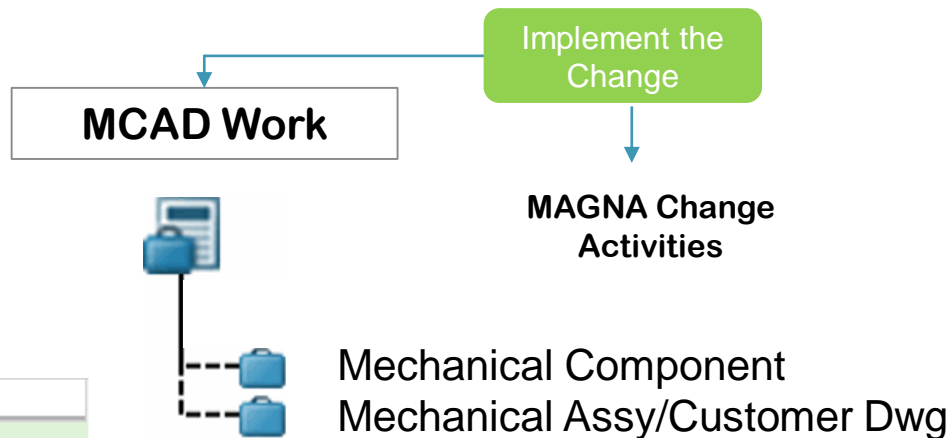 Implement the
Change
MCAD Work
MAGNA Change
Activities
Mechanical Component
Mechanical Assy/Customer Dwg